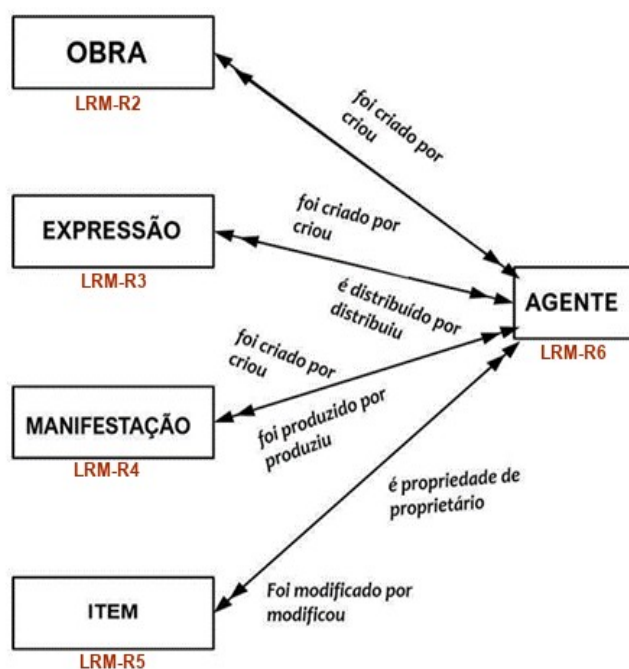 OBRA
LRM-R2
foi criado por
criou
EXPRESSÃO
LRM-R3
foi criado por
criou
é distribuído por
distribuiu
AGENTE
LRM-R6
MANIFESTAÇÃO
LRM-R4
foi criado por
criou
foi produzido por
produziu
é propriedade de
proprietário
ITEM
LRM-R5
Foi modificado por
modificou